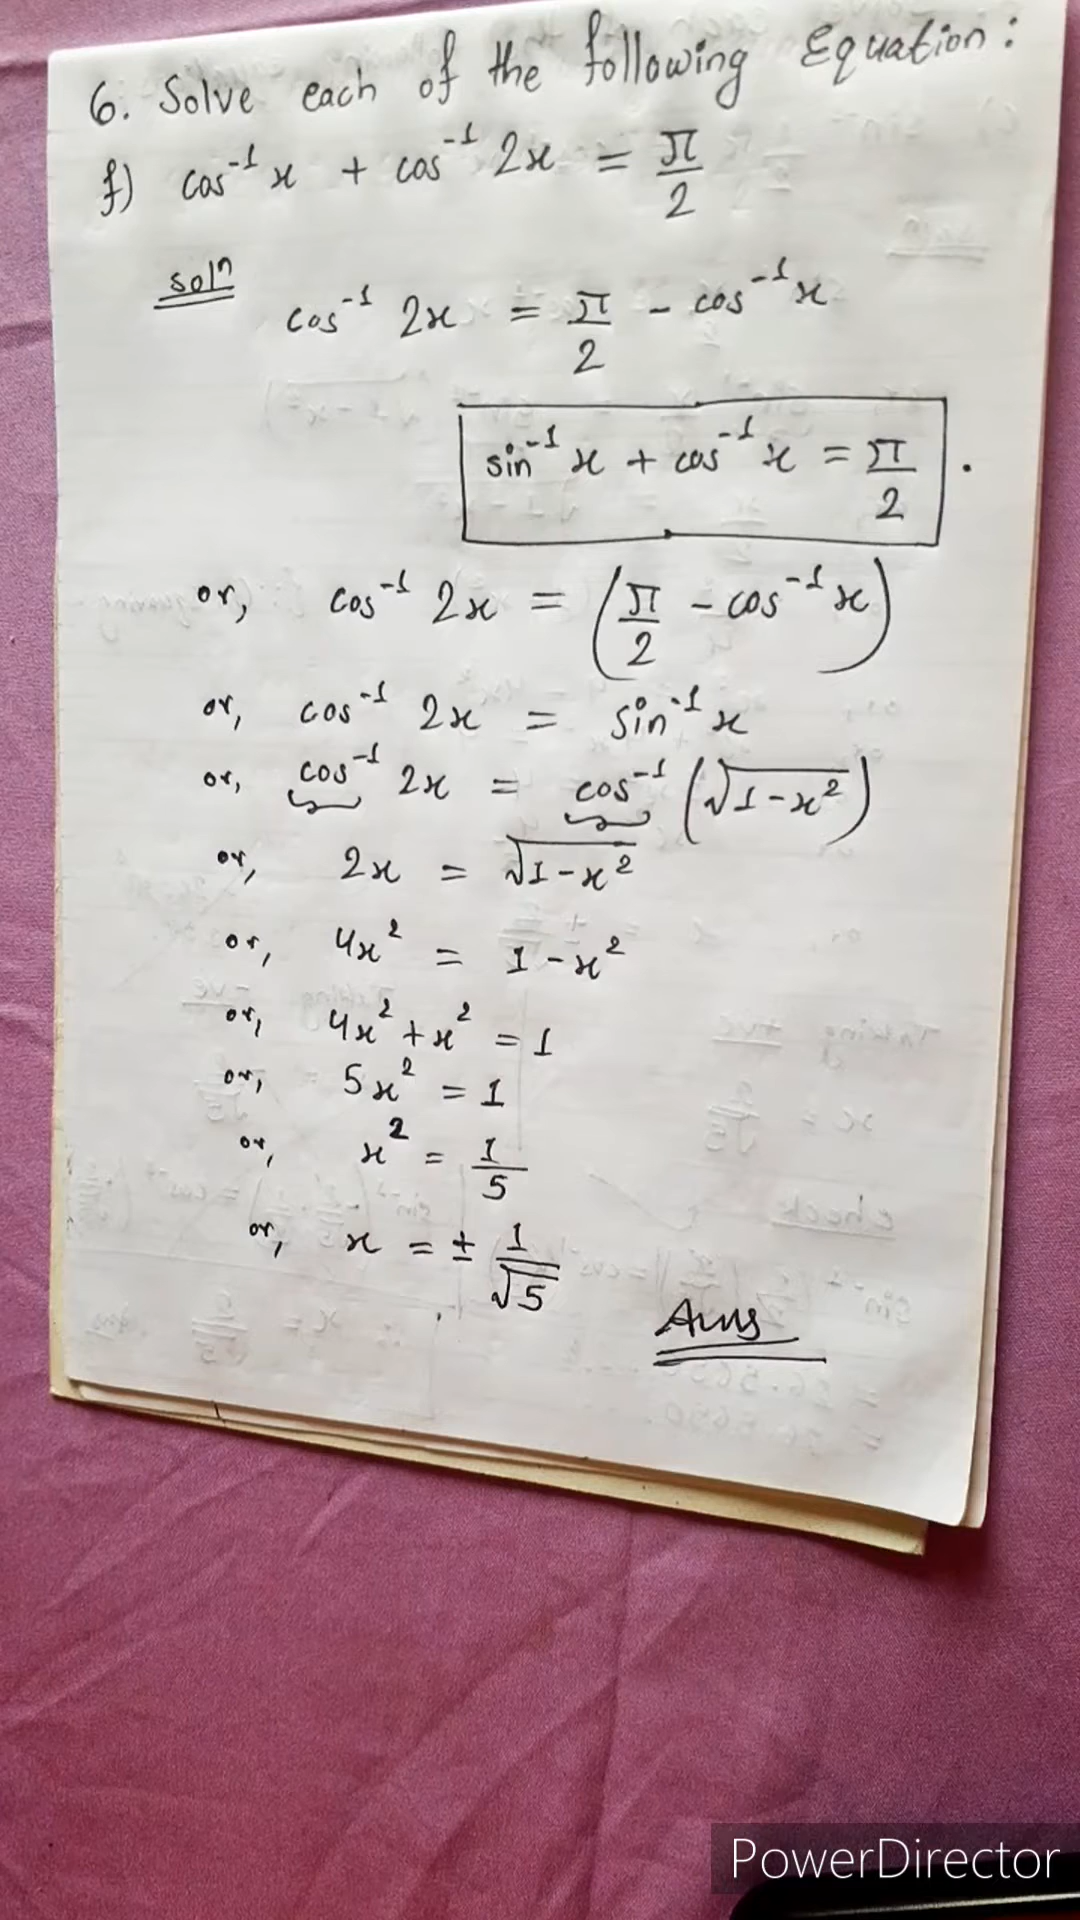 6. Solve each of the following Equation:
f) cos⁻¹ x + cos⁻¹ 2x = π/2
solⁿ
cos⁻¹ 2x = π/2 - cos⁻¹ x
sin⁻¹ x + cos⁻¹ x = π/2 .
or, cos⁻¹ 2x = (π/2 - cos⁻¹ x)
or, cos⁻¹ 2x = sin⁻¹ x
or, cos⁻¹ 2x = cos⁻¹ (√1-x²)
or, 2x = √1-x²
or, 4x² = 1-x²
or, 4x² + x² = 1
or, 5x² = 1
or, x² = 1/5
or, x = ± 1/√5
Ans
PowerDirector